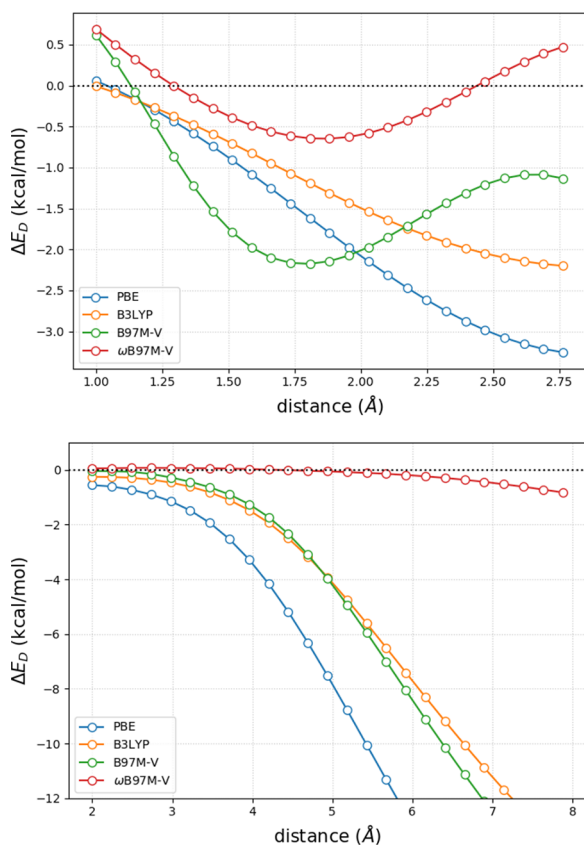 0.5
0.0
−0.5
−1.0
−1.5
−2.0
−2.5
−3.0
ΔE_D (kcal/mol)
PBE
B3LYP
B97M-V
ωB97M-V
1.00 1.25 1.50 1.75 2.00 2.25 2.50 2.75
distance (Å)
0
−2
−4
−6
−8
−10
−12
ΔE_D (kcal/mol)
PBE
B3LYP
B97M-V
ωB97M-V
2 3 4 5 6 7 8
distance (Å)